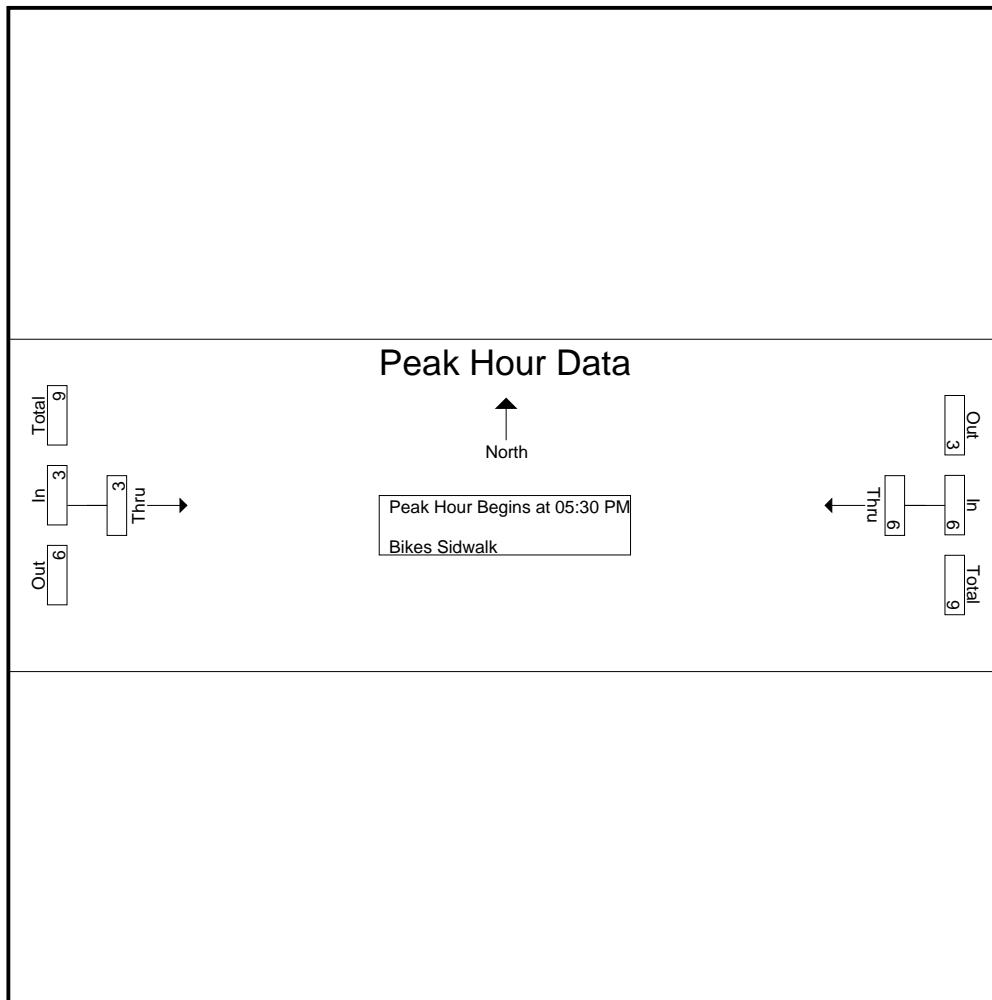 Peak Hour Data
North
Peak Hour Begins at 05:30 PM
Bikes Sidwalk
Total
9
In
3
Thru
3
Out
6
Out
3
In
6
Thru
6
Total
9